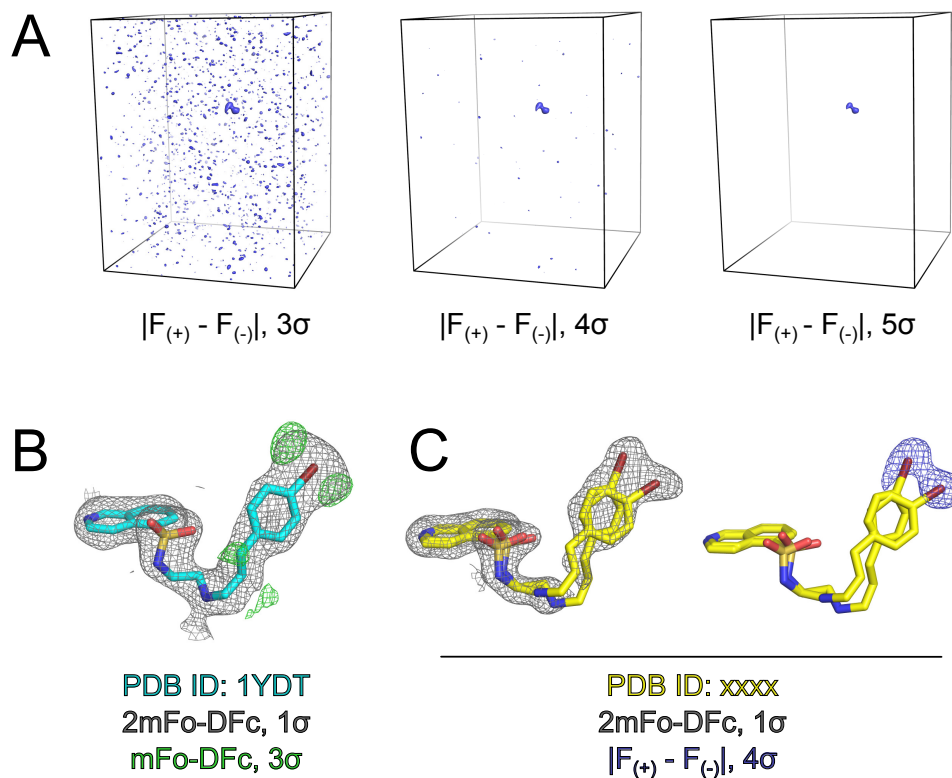 A
|F₍₊₎ - F₍₋₎|, 3σ
|F₍₊₎ - F₍₋₎|, 4σ
|F₍₊₎ - F₍₋₎|, 5σ
B
C
PDB ID: 1YDT
2mFo-DFc, 1σ
mFo-DFc, 3σ
PDB ID: xxxx
2mFo-DFc, 1σ
|F₍₊₎ - F₍₋₎|, 4σ